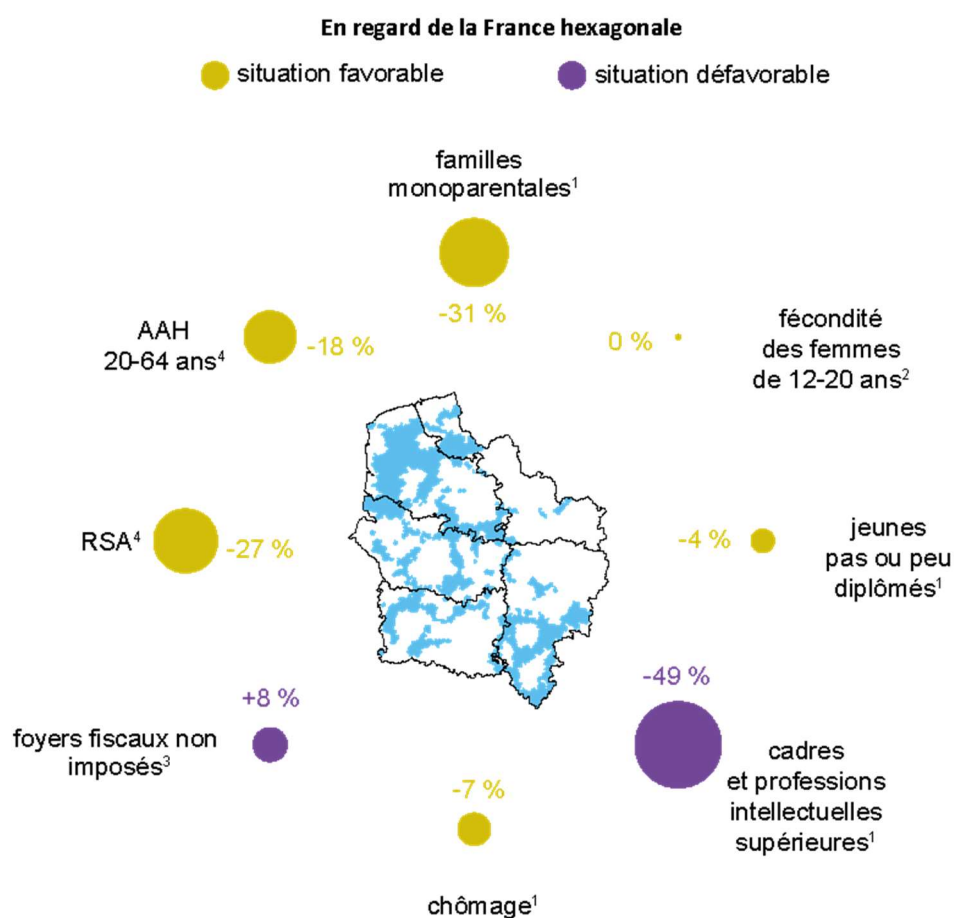 En regard de la France hexagonale
situation favorable
situation défavorable
familles
monoparentales¹
-31 %
AAH
20-64 ans⁴
-18 %
0 %
fécondité
des femmes
de 12-20 ans²
RSA⁴
-27 %
-4 %
jeunes
pas ou peu
diplômés¹
+8 %
foyers fiscaux non
imposés³
-49 %
cadres
et professions
intellectuelles
supérieures¹
-7 %
chômage¹